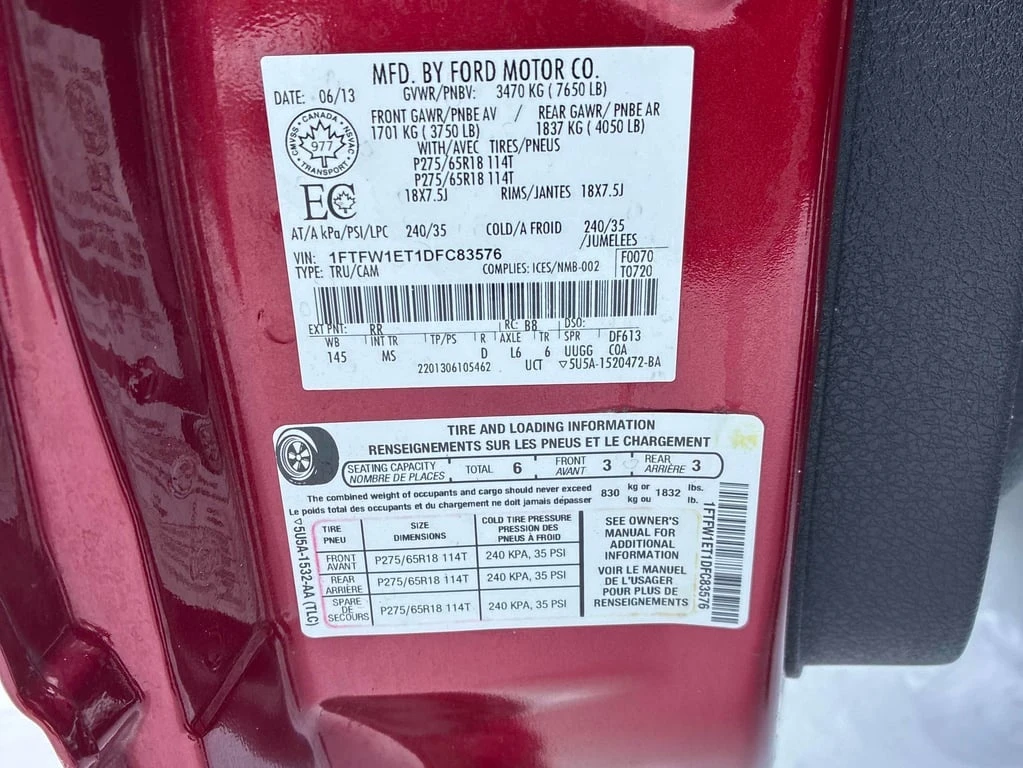 MFD. BY FORD MOTOR CO.
DATE: 06/13
GVWR/PNBV: 3470 KG ( 7650 LB)
FRONT GAWR/PNBE AV / REAR GAWR/ PNBE AR
1701 KG ( 3750 LB) 1837 KG ( 4050 LB)
WITH/AVEC TIRES/PNEUS
P275/65R18 114T
P275/65R18 114T
18X7.5J RIMS/JANTES 18X7.5J
CANADA
CMVSS NSVAC
977
TRANSPORT
EC
AT/A kPa/PSI/LPC 240/35 COLD/A FROID 240/35
/JUMELEES
VIN: 1FTFW1ET1DFC83576
TYPE: TRU/CAM COMPLIES: ICES/NMB-002
F0070
T0720
EXT PNT: RR RC: B8 DSO:
WB INT TR TP/PS R AXLE TR SPR DF613
145 MS D L6 6 UUGG COA
2201306105462 UCT ▽5U5A-1520472-BA
TIRE AND LOADING INFORMATION
RENSEIGNEMENTS SUR LES PNEUS ET LE CHARGEMENT
SEATING CAPACITY
NOMBRE DE PLACES
TOTAL 6
FRONT
AVANT 3
REAR
ARRIÈRE 3
The combined weight of occupants and cargo should never exceed 830 kg or 1832 lbs.
Le poids total des occupants et du chargement ne doit jamais dépasser kg ou lb.
TIRE
PNEU
SIZE
DIMENSIONS
COLD TIRE PRESSURE
PRESSION DES
PNEUS À FROID
FRONT
AVANT
P275/65R18 114T 240 KPA, 35 PSI
REAR
ARRIÈRE
P275/65R18 114T 240 KPA, 35 PSI
SPARE
DE
SECOURS
P275/65R18 114T 240 KPA, 35 PSI
SEE OWNER'S
MANUAL FOR
ADDITIONAL
INFORMATION
VOIR LE MANUEL
DE L'USAGER
POUR PLUS DE
RENSEIGNEMENTS
▽5U5A-1532-AA (TLC)
1FTFW1ET1DFC83576